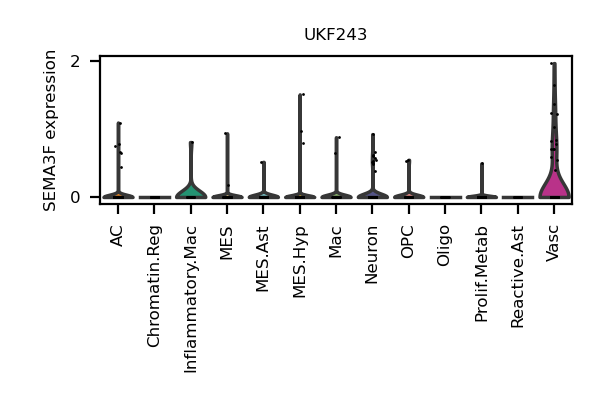 UKF243
SEMA3F expression
2
0
AC
Chromatin.Reg
Inflammatory.Mac
MES
MES.Ast
MES.Hyp
Mac
Neuron
OPC
Oligo
Prolif.Metab
Reactive.Ast
Vasc